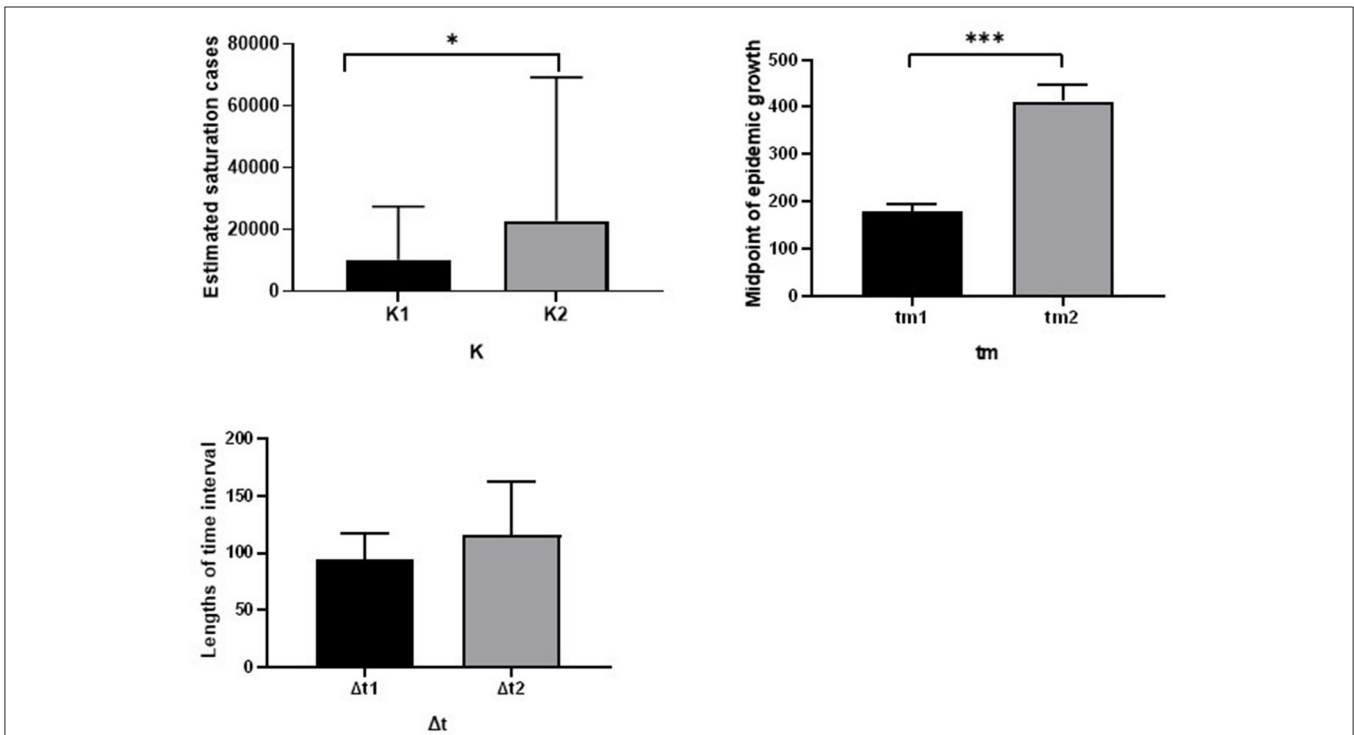 Estimated saturation cases
80000
60000
40000
20000
0
*
K1 K2
K
Midpoint of epidemic growth
500
400
300
200
100
0
***
tm1 tm2
tm
Lengths of time interval
200
150
100
50
0
Δt1 Δt2
Δt